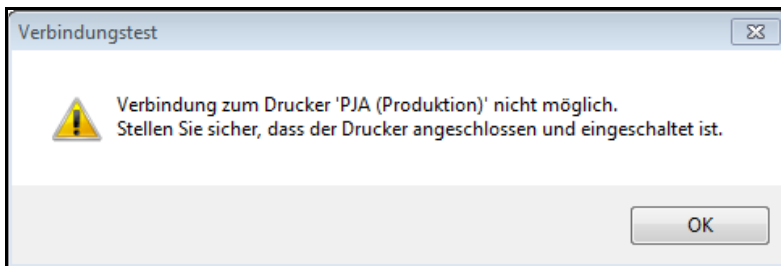 Verbindungstest
Verbindung zum Drucker 'PJA (Produktion)' nicht möglich.
Stellen Sie sicher, dass der Drucker angeschlossen und eingeschaltet ist.
OK